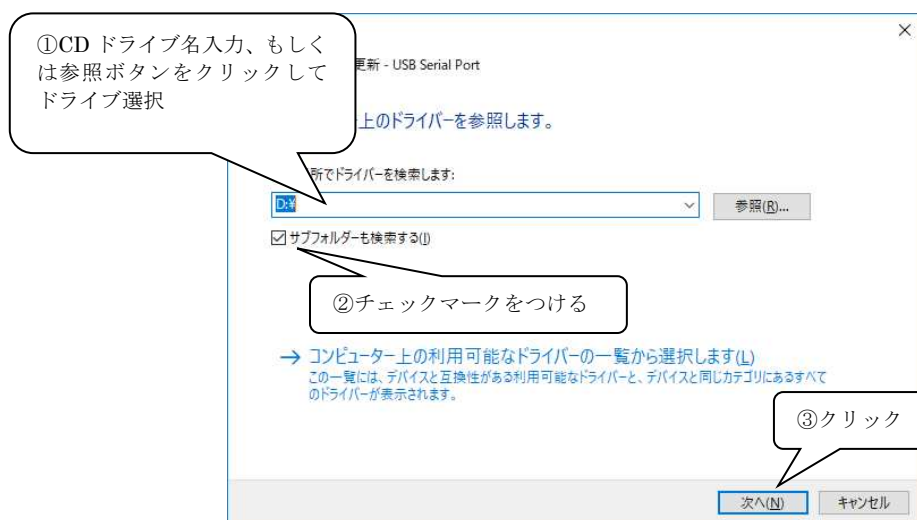 ①CD ドライブ名入力、もしく
は参照ボタンをクリックして
ドライブ選択
更新 - USB Serial Port
上のドライバーを参照します。
所でドライバーを検索します:
D:¥
参照(R)...
サブフォルダーも検索する(I)
②チェックマークをつける
→ コンピューター上の利用可能なドライバーの一覧から選択します(L)
この一覧には、デバイスと互換性がある利用可能なドライバーと、デバイスと同じカテゴリにあるすべて
のドライバーが表示されます。
③クリック
次へ(N)
キャンセル